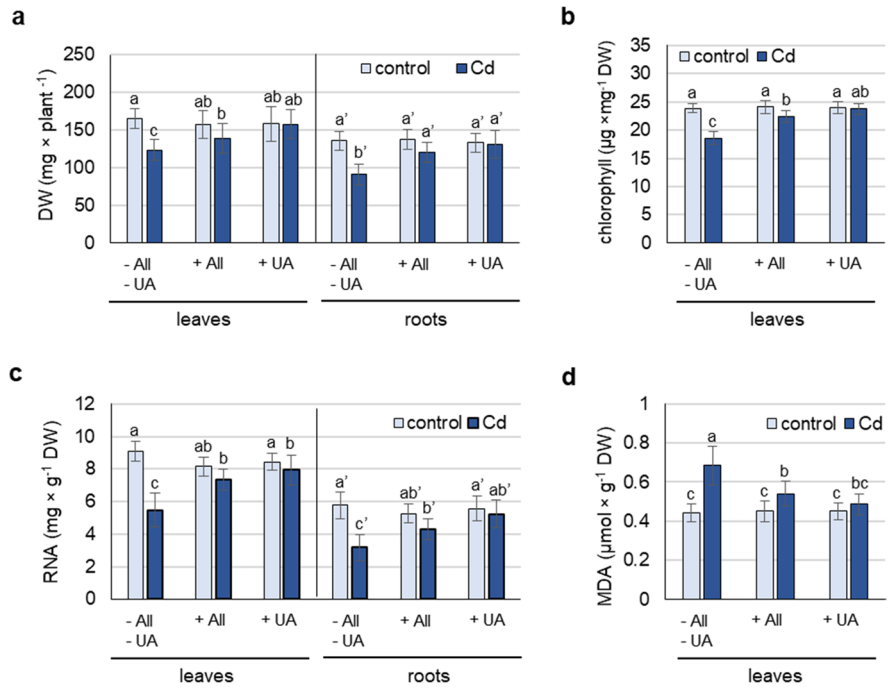 a
DW (mg × plant ⁻¹)
250
200
150
100
50
0
control Cd
a c ab b ab ab a’ b’ a’ a’ a’ a’
- All + All + UA - All + All + UA
- UA - UA
leaves roots
b
chlorophyll (µg ×mg⁻¹ DW)
35
30
25
20
15
10
5
0
control Cd
a c a b a ab
- All + All + UA
- UA
leaves
c
RNA (mg × g⁻¹ DW)
12
10
8
6
4
2
0
control Cd
a c ab b a b a’ c’ ab’ b’ a’ ab’
- All + All + UA - All + All + UA
- UA - UA
leaves roots
d
MDA (µmol × g⁻¹ DW)
1
0.8
0.6
0.4
0.2
0
control Cd
c a c b c bc
- All + All + UA
- UA
leaves